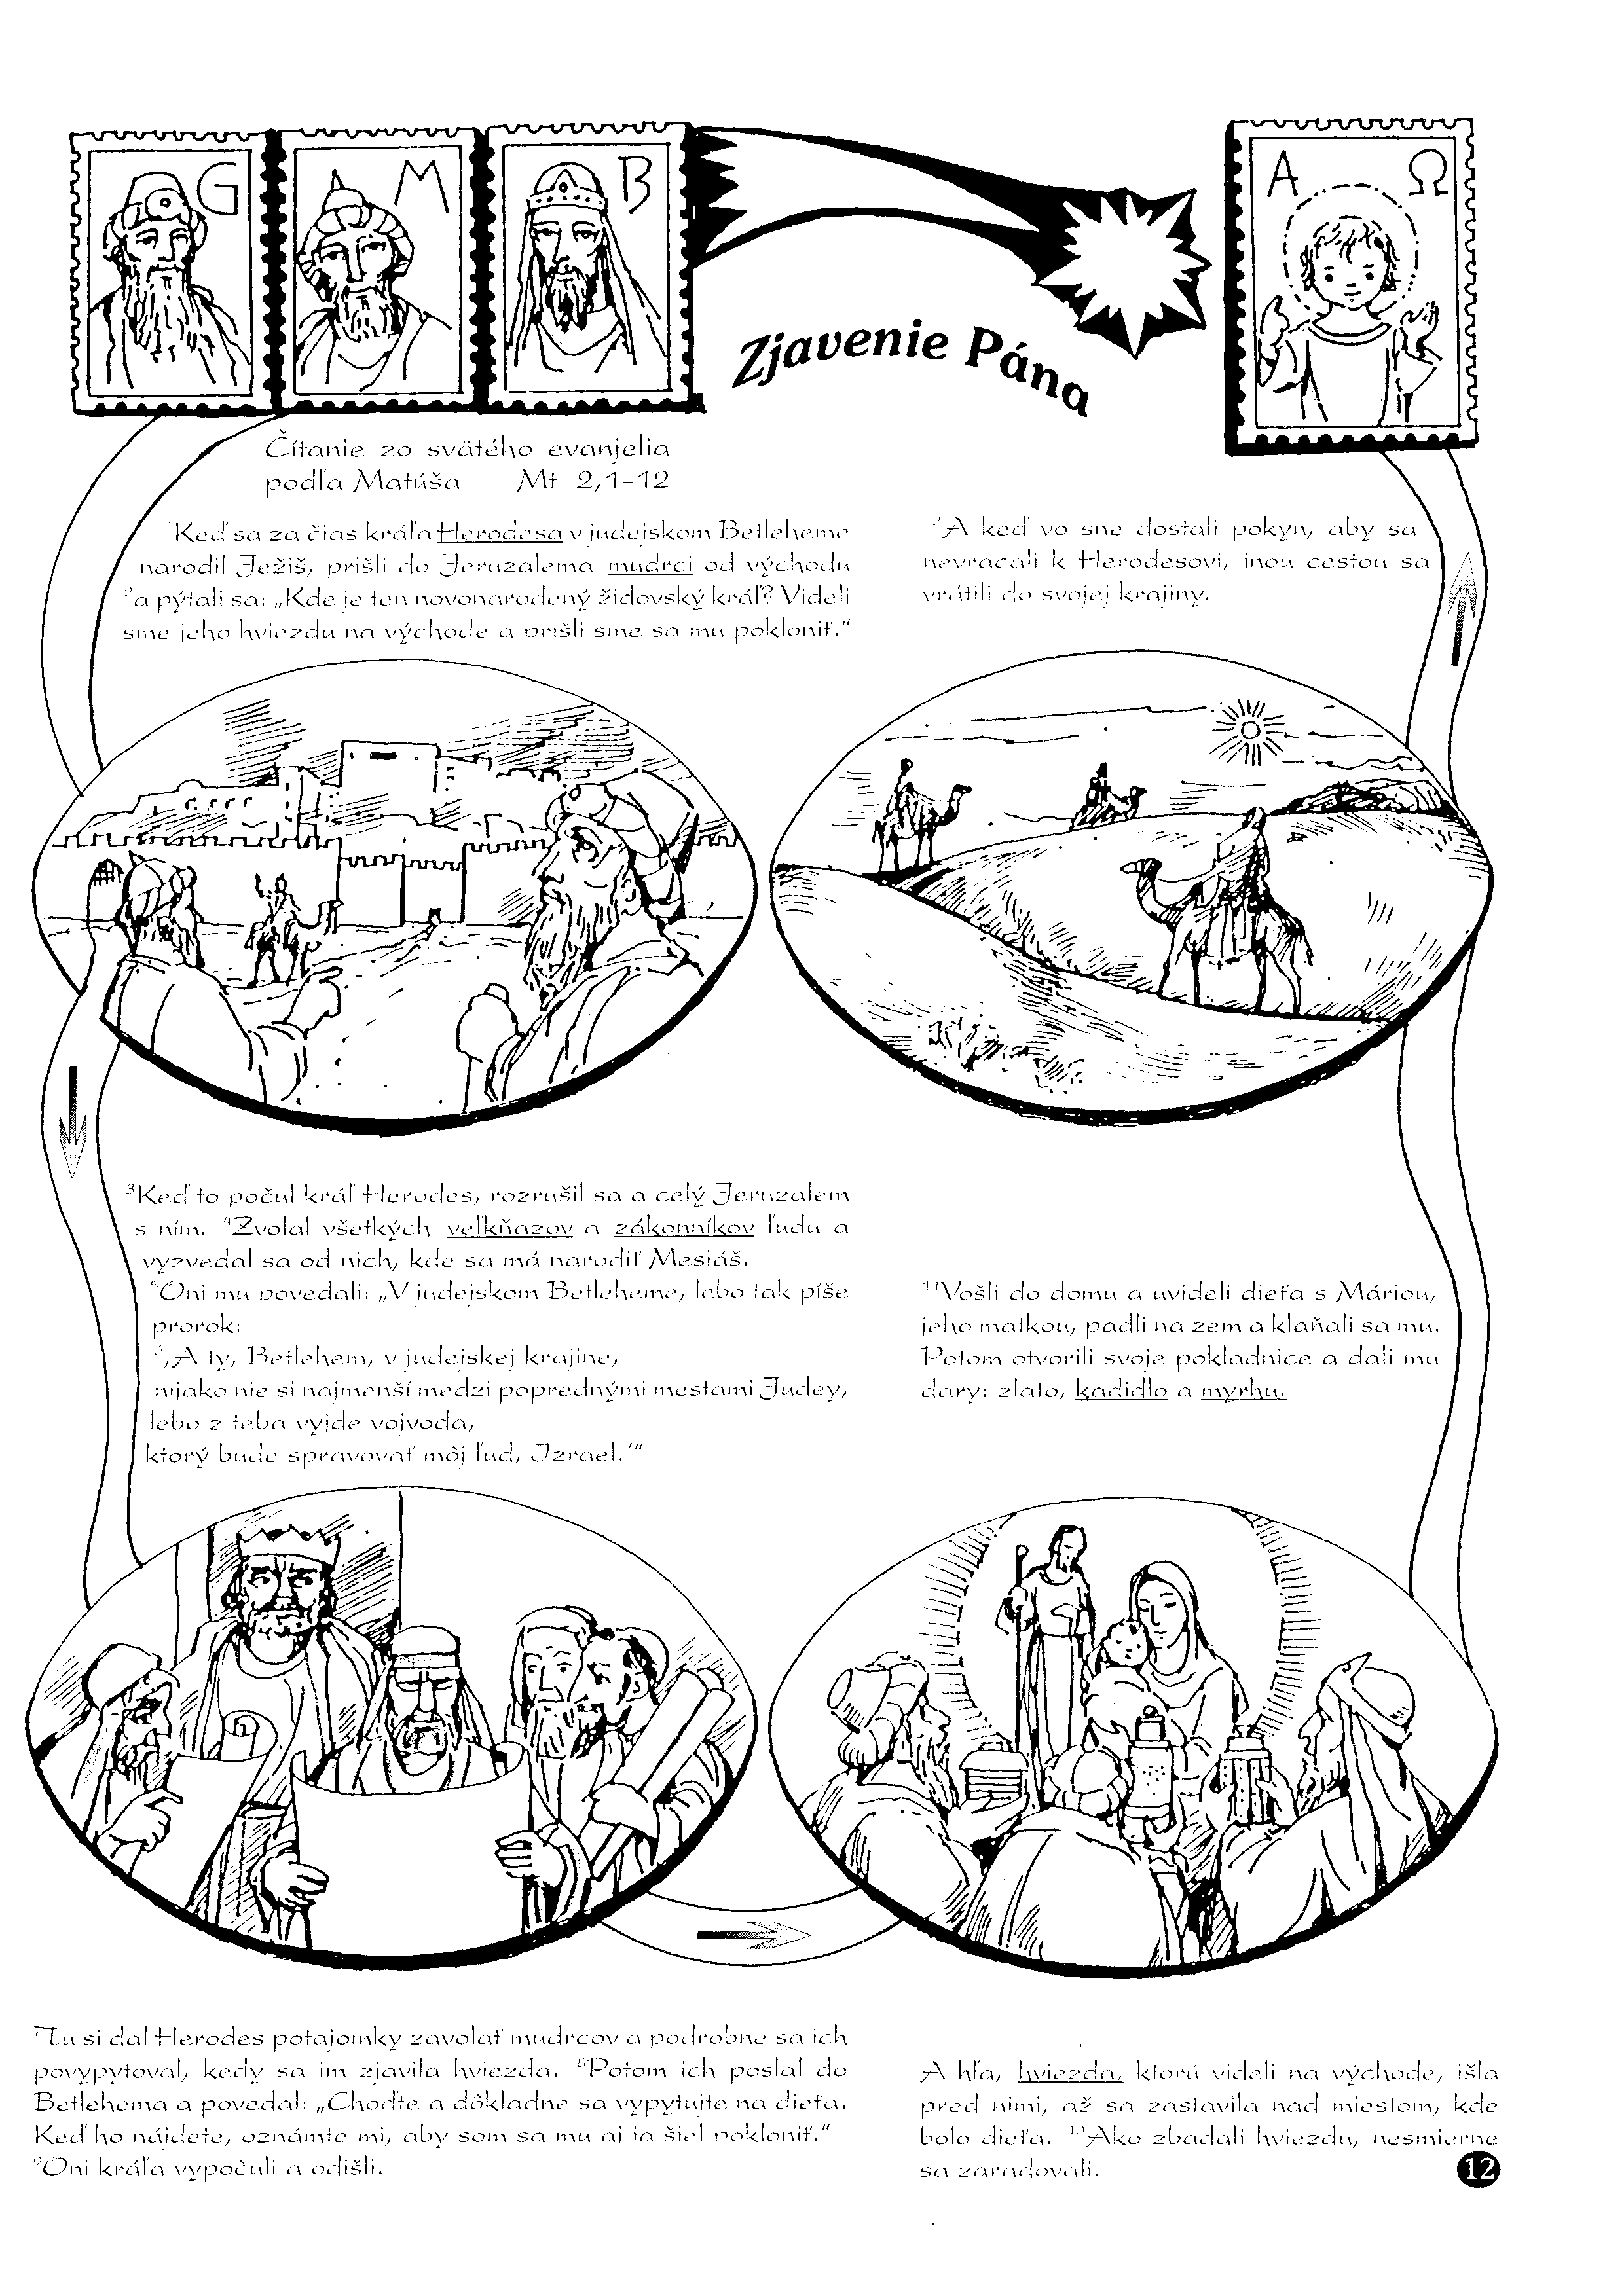 G
M
B
A
Ω
Zjavenie Pána
Čítanie zo svätého evanjelia
podľa Matúša Mt 2,1-12
¹Keď sa za čias kráľa Herodesa v judejskom Betleheme
narodil Ježiš, prišli do Jeruzalema mudrci od východu
²a pýtali sa: „Kde je ten novonarodený židovský kráľ? Videli
sme jeho hviezdu na východe a prišli sme sa mu pokloniť.“
³Keď to počul kráľ Herodes, rozrušil sa a celý Jeruzalem
s ním. ⁴Zvolal všetkých veľkňazov a zákonníkov ľudu a
vyzvedal sa od nich, kde sa má narodiť Mesiáš.
⁵Oni mu povedali: „V judejskom Betleheme, lebo tak píše
prorok:
⁶‚A ty, Betlehem, v judejskej krajine,
nijako nie si najmenší medzi poprednými mestami Judey,
lebo z teba vyjde vojvoda,
ktorý bude spravovať môj ľud, Izrael.‘“
⁷Tu si dal Herodes potajomky zavolať mudrcov a podrobne sa ich
povypytoval, kedy sa im zjavila hviezda. ⁸Potom ich poslal do
Betlehema a povedal: „Choďte a dôkladne sa vypytujte na dieťa.
Keď ho nájdete, oznámte mi, aby som sa mu aj ja šiel pokloniť.“
⁹Oni kráľa vypočuli a odišli.
A hľa, hviezda, ktorú videli na východe, išla
pred nimi, až sa zastavila nad miestom, kde
bolo dieťa. ¹⁰Ako zbadali hviezdu, nesmierne
sa zaradovali.
¹¹Vošli do domu a uvideli dieťa s Máriou,
jeho matkou, padli na zem a klaňali sa mu.
Potom otvorili svoje pokladnice a dali mu
dary: zlato, kadidlo a myrhu.
¹²A keď vo sne dostali pokyn, aby sa
nevracali k Herodesovi, inou cestou sa
vrátili do svojej krajiny.
12